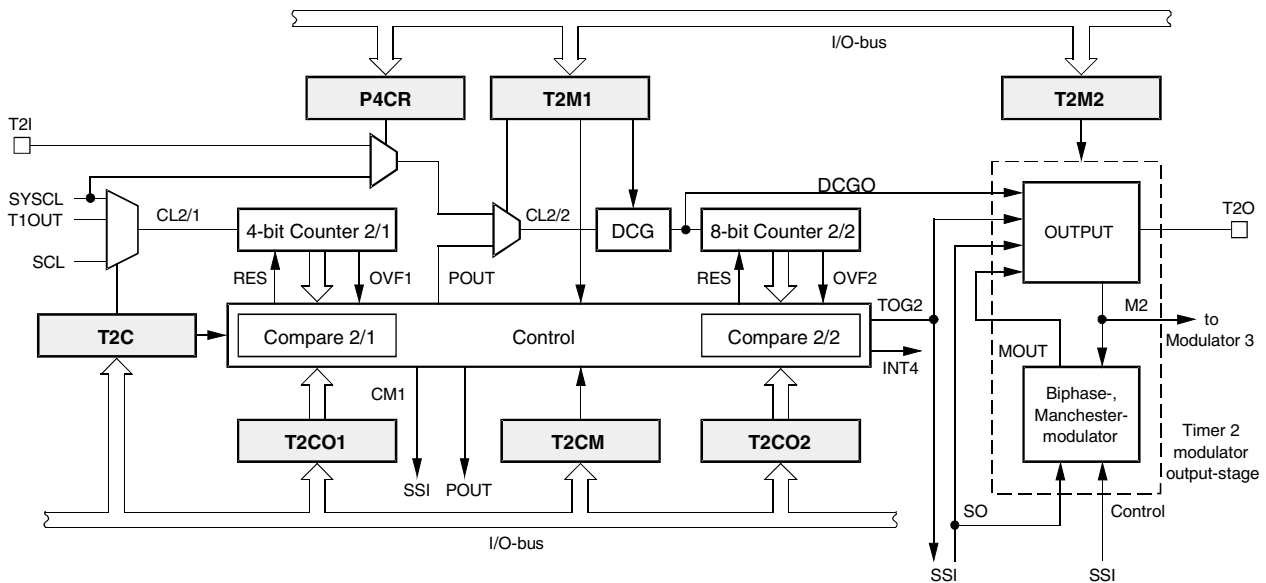 I/O-bus
P4CR
T2M1
T2M2
T2I
SYSCL
T1OUT
SCL
CL2/1
4-bit Counter 2/1
CL2/2
DCG
DCGO
8-bit Counter 2/2
OUTPUT
T2O
RES
OVF1
POUT
RES
OVF2
TOG2
M2
to
Modulator 3
T2C
Compare 2/1
Control
Compare 2/2
INT4
MOUT
CM1
Biphase-,
Manchester-
modulator
T2CO1
T2CM
T2CO2
Timer 2
modulator
output-stage
SSI
POUT
SO
Control
I/O-bus
SSI
SSI